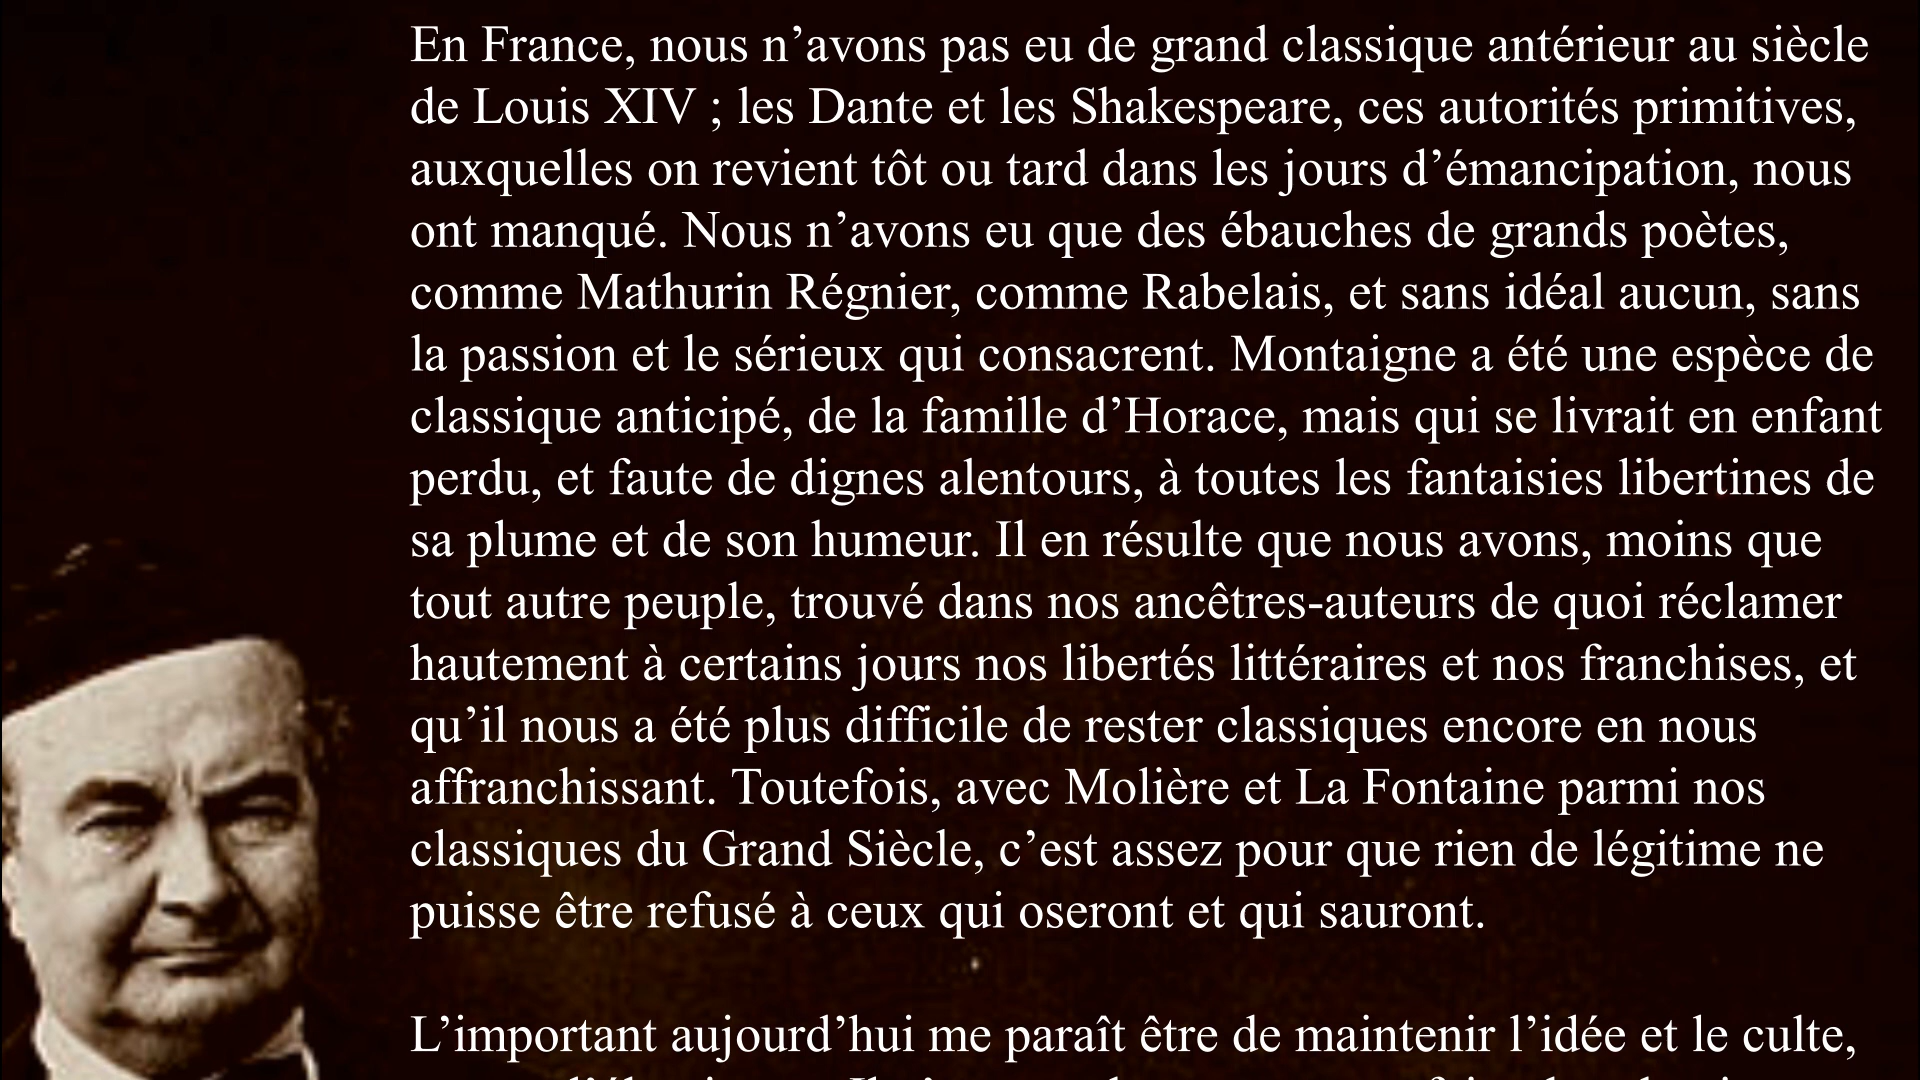 En France, nous n’avons pas eu de grand classique antérieur au siècle
de Louis XIV ; les Dante et les Shakespeare, ces autorités primitives,
auxquelles on revient tôt ou tard dans les jours d’émancipation, nous
ont manqué. Nous n’avons eu que des ébauches de grands poètes,
comme Mathurin Régnier, comme Rabelais, et sans idéal aucun, sans
la passion et le sérieux qui consacrent. Montaigne a été une espèce de
classique anticipé, de la famille d’Horace, mais qui se livrait en enfant
perdu, et faute de dignes alentours, à toutes les fantaisies libertines de
sa plume et de son humeur. Il en résulte que nous avons, moins que
tout autre peuple, trouvé dans nos ancêtres-auteurs de quoi réclamer
hautement à certains jours nos libertés littéraires et nos franchises, et
qu’il nous a été plus difficile de rester classiques encore en nous
affranchissant. Toutefois, avec Molière et La Fontaine parmi nos
classiques du Grand Siècle, c’est assez pour que rien de légitime ne
puisse être refusé à ceux qui oseront et qui sauront.
L’important aujourd’hui me paraît être de maintenir l’idée et le culte,